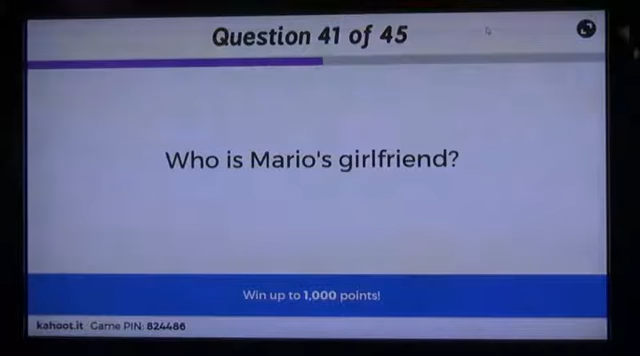 Question 41 of 45
Who is Mario's girlfriend?
Win up to 1,000 points!
kahoot.it Game PIN: 824486